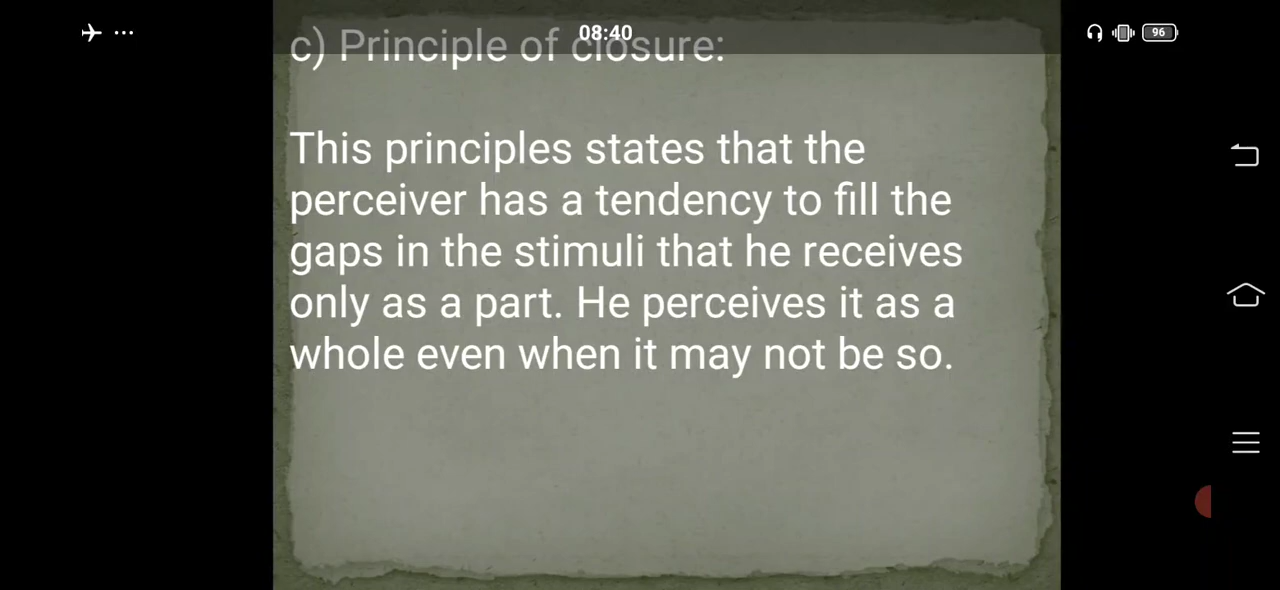 08:40
96
c) Principle of closure:
This principles states that the
perceiver has a tendency to fill the
gaps in the stimuli that he receives
only as a part. He perceives it as a
whole even when it may not be so.